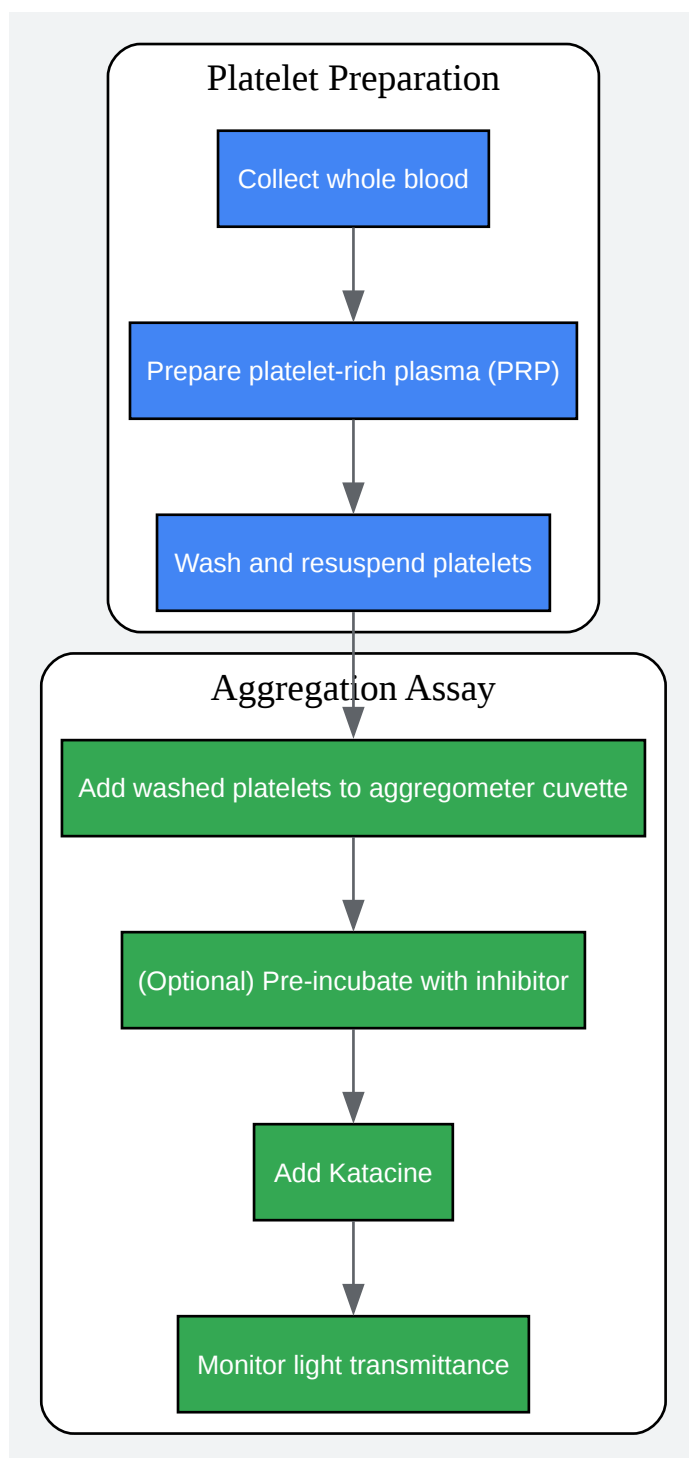 Platelet Preparation
Collect whole blood
Prepare platelet-rich plasma (PRP)
Wash and resuspend platelets
Aggregation Assay
Add washed platelets to aggregometer cuvette
(Optional) Pre-incubate with inhibitor
Add Katacine
Monitor light transmittance